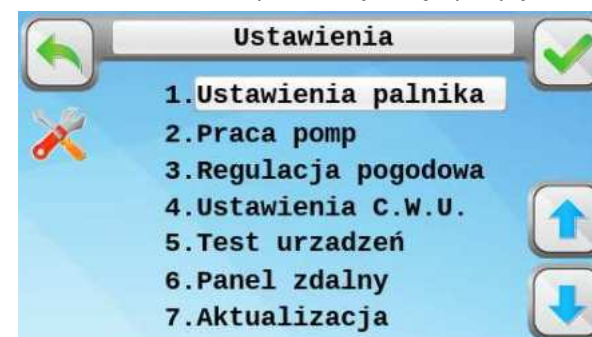 Ustawienia
1.Ustawienia palnika
2.Praca pomp
3.Regulacja pogodowa
4.Ustawienia C.W.U.
5.Test urzadzeń
6.Panel zdalny
7.Aktualizacja